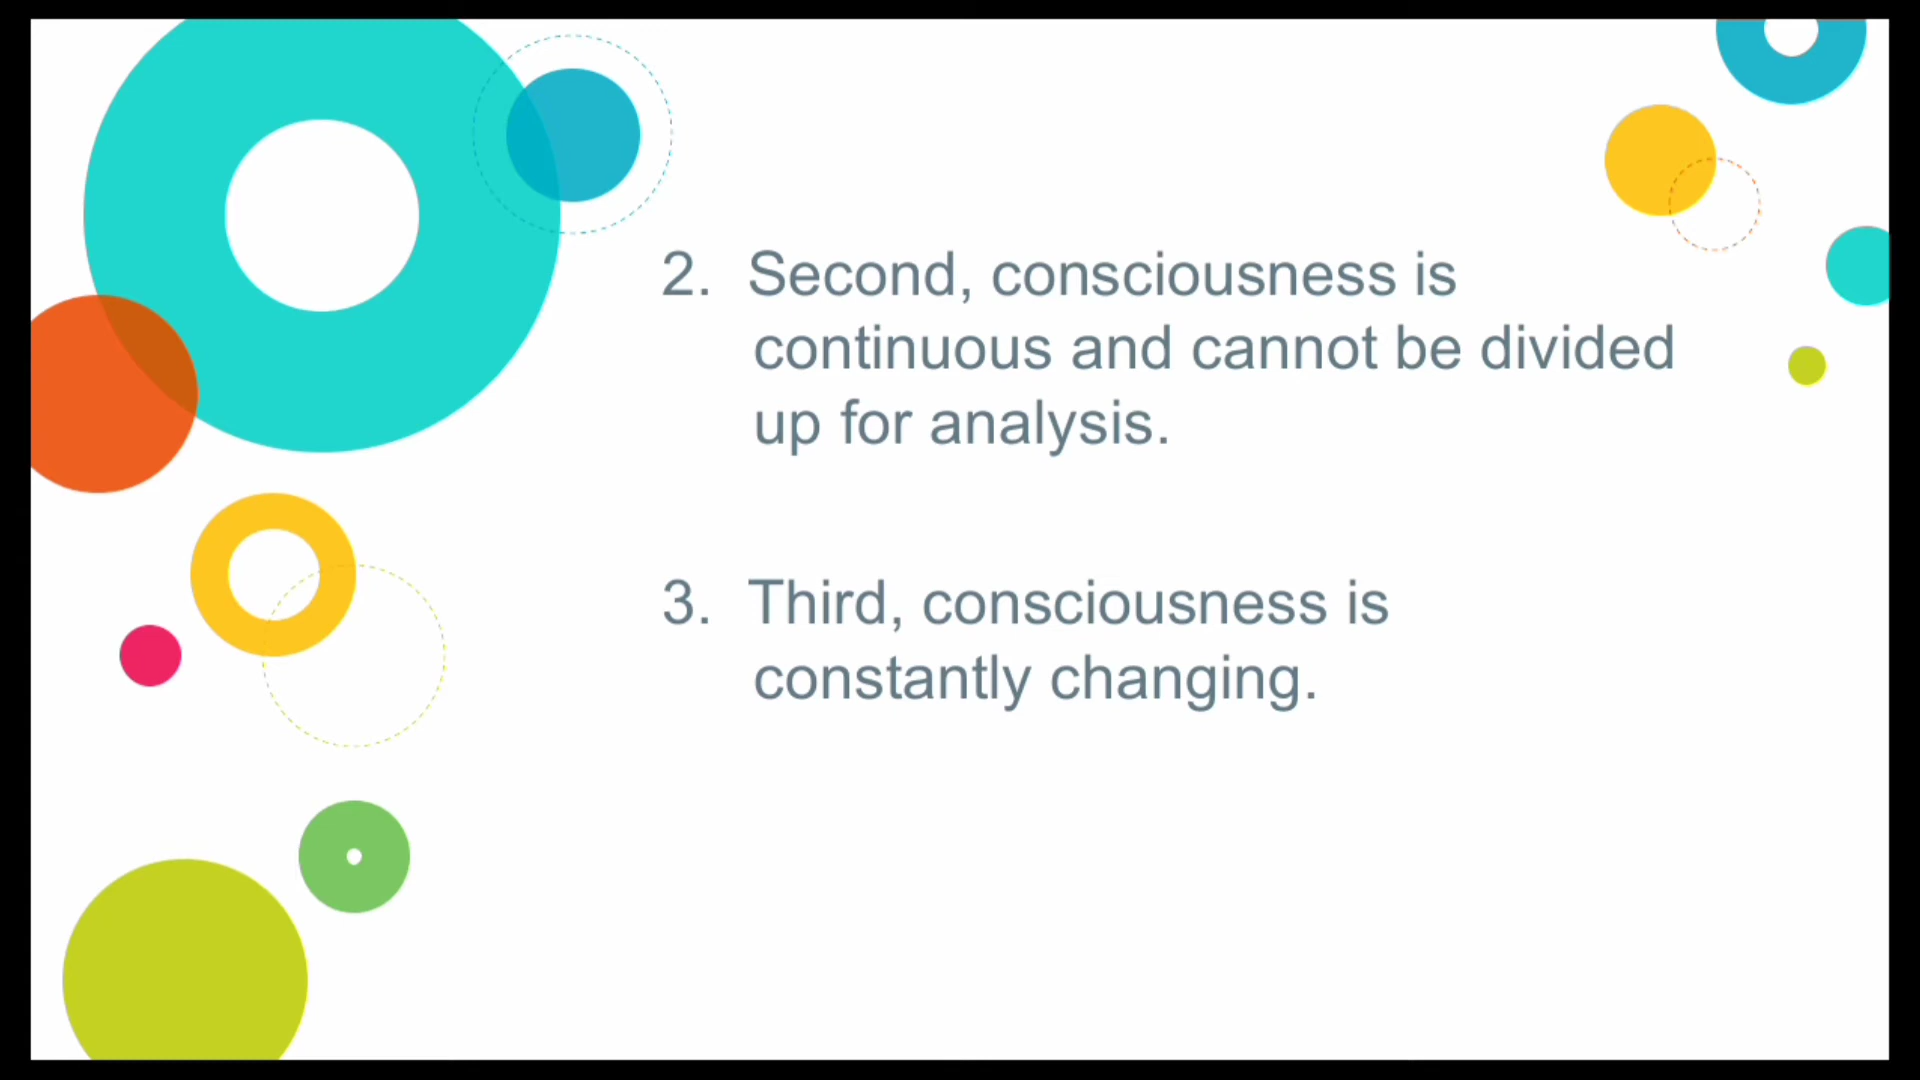 2. Second, consciousness is
continuous and cannot be divided
up for analysis.
3. Third, consciousness is
constantly changing.